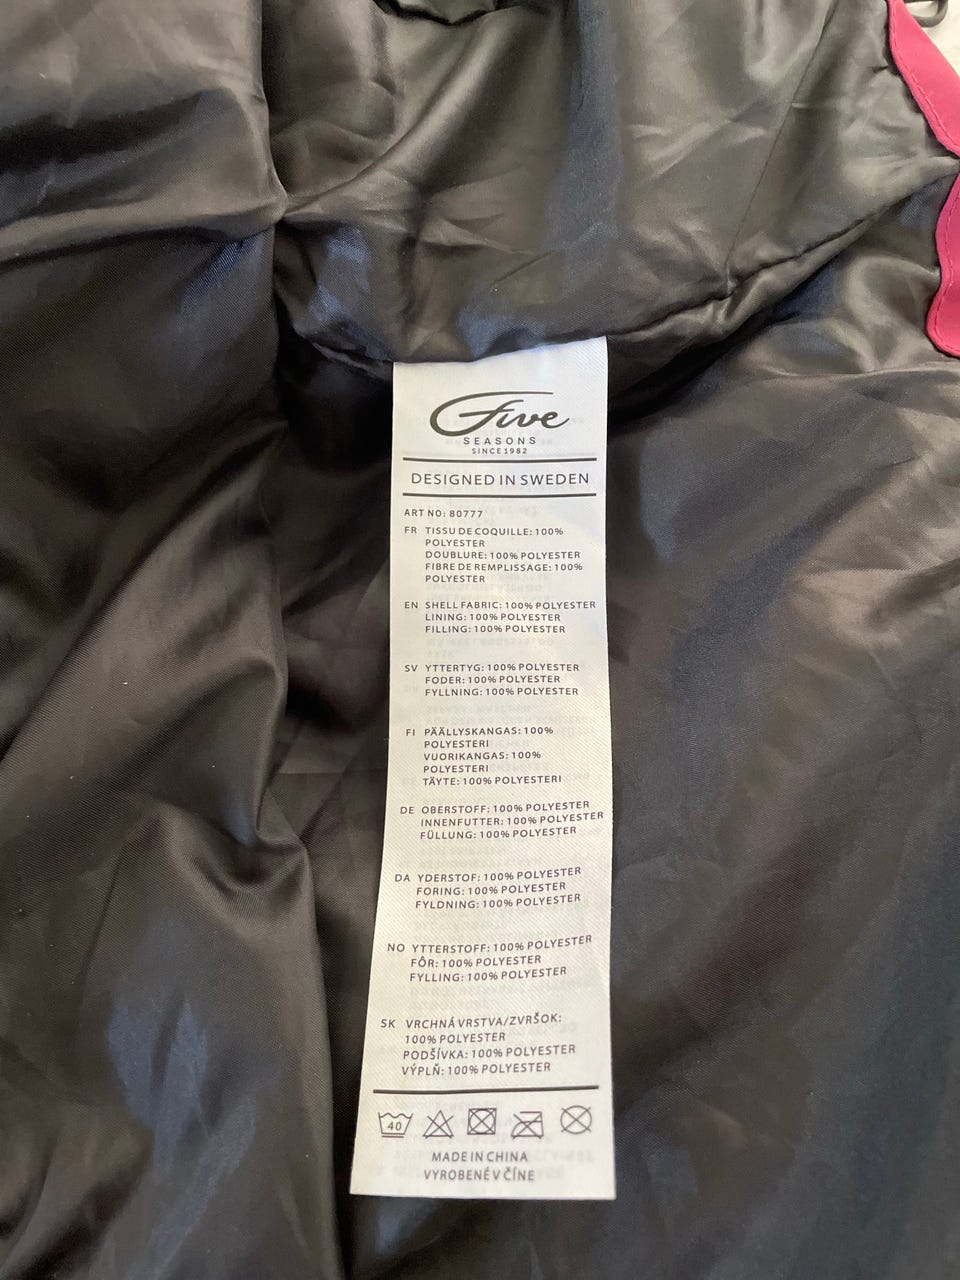 Five
SEASONS
SINCE 1982
DESIGNED IN SWEDEN
ART NO: 80777
FR TISSU DE COQUILLE: 100%
POLYESTER
DOUBLURE: 100% POLYESTER
FIBRE DE REMPLISSAGE: 100%
POLYESTER
EN SHELL FABRIC: 100% POLYESTER
LINING: 100% POLYESTER
FILLING: 100% POLYESTER
SV YTTERTYG: 100% POLYESTER
FODER: 100% POLYESTER
FYLLNING: 100% POLYESTER
FI PÄÄLLYSKANGAS: 100%
POLYESTERI
VUORIKANGAS: 100%
POLYESTERI
TÄYTE: 100% POLYESTERI
DE OBERSTOFF: 100% POLYESTER
INNENFUTTER: 100% POLYESTER
FÜLLUNG: 100% POLYESTER
DA YDERSTOF: 100% POLYESTER
FORING: 100% POLYESTER
FYLDNING: 100% POLYESTER
NO YTTERSTOFF: 100% POLYESTER
FÔR: 100% POLYESTER
FYLLING: 100% POLYESTER
SK VRCHNÁ VRSTVA/ZVRŠOK:
100% POLYESTER
PODŠÍVKA: 100% POLYESTER
VÝPLŇ: 100% POLYESTER
40
MADE IN CHINA
VYROBENÉ V ČÍNE